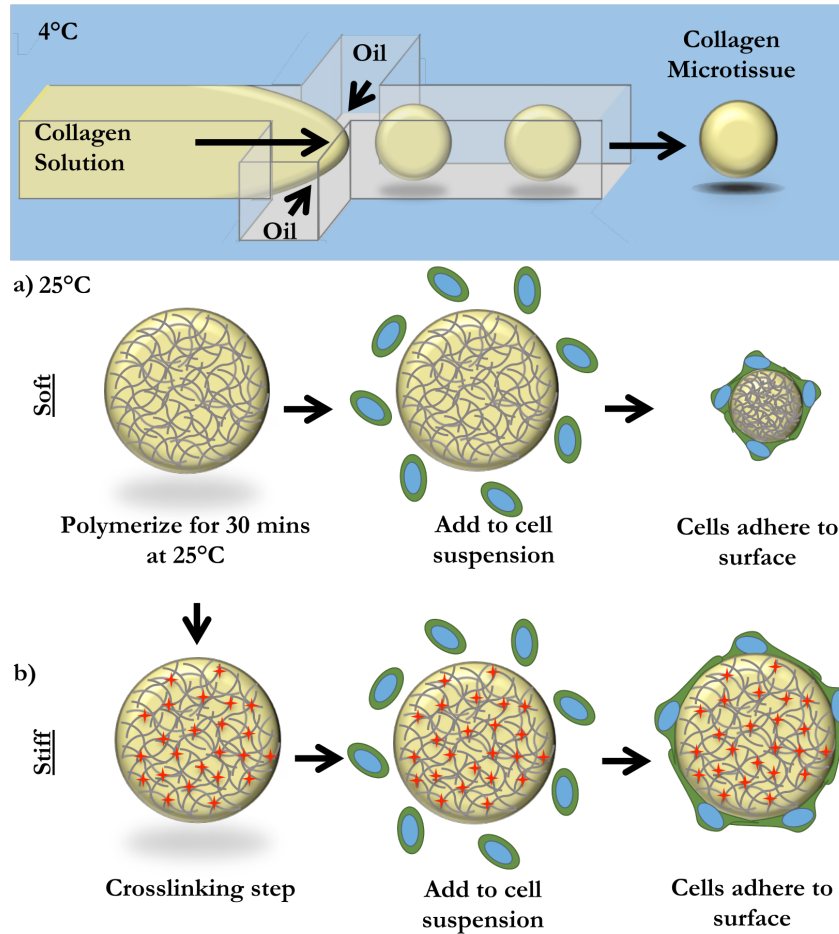 4°C
Oil
Collagen
Microtissue
Collagen
Solution
Oil
a) 25°C
Soft
Polymerize for 30 mins
at 25°C
Add to cell
suspension
Cells adhere to
surface
b)
Stiff
Crosslinking step
Add to cell
suspension
Cells adhere to
surface